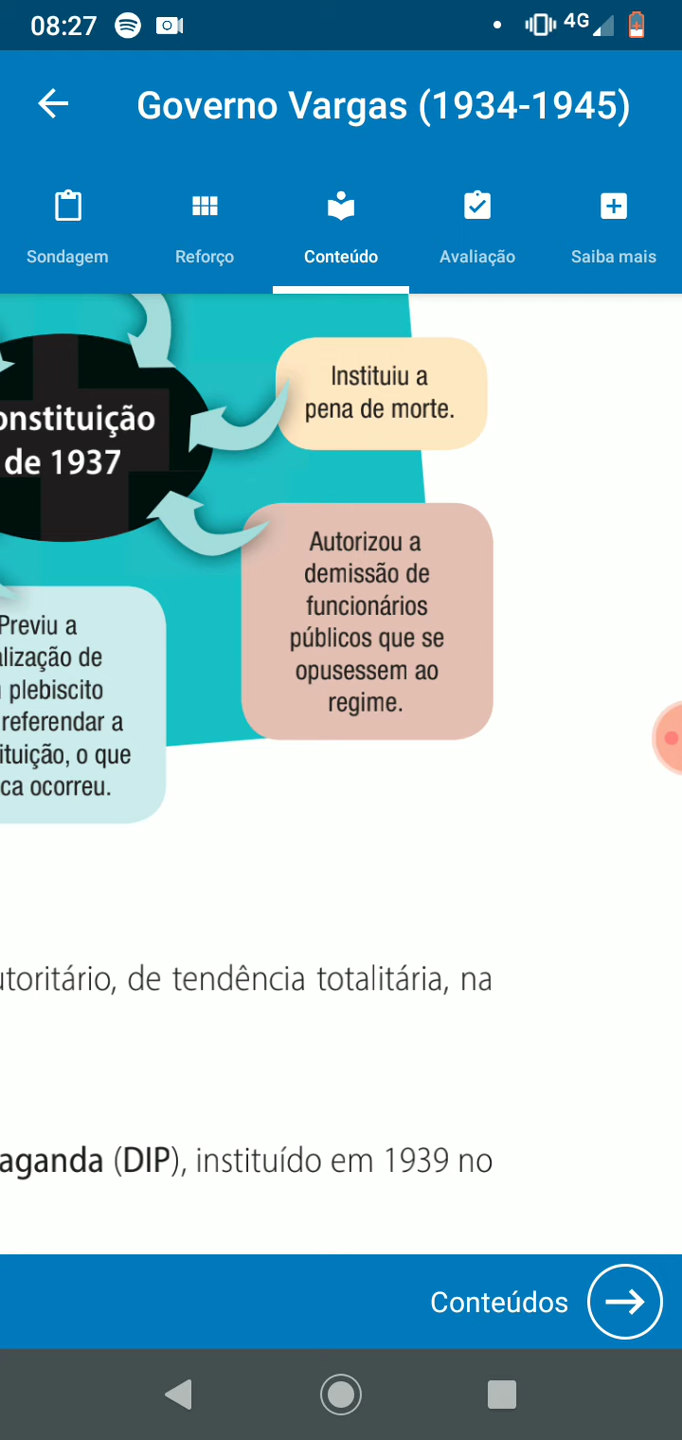 08:27
4G
Governo Vargas (1934-1945)
Sondagem
Reforço
Conteúdo
Avaliação
Saiba mais
onstituição
de 1937
Instituiu a
pena de morte.
Autorizou a
demissão de
funcionários
públicos que se
opusessem ao
regime.
Previu a
lização de
plebiscito
referendar a
ituição, o que
ca ocorreu.
utoritário, de tendência totalitária, na
aganda (DIP), instituído em 1939 no
Conteúdos